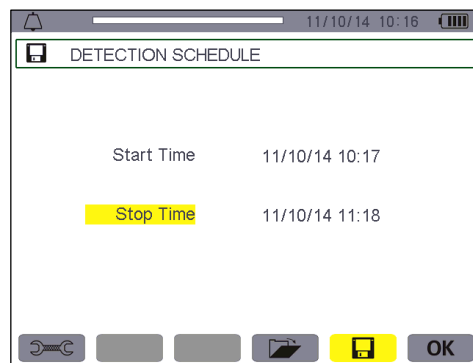 11/10/14 10:16
DETECTION SCHEDULE
Start Time 11/10/14 10:17
Stop Time 11/10/14 11:18
OK